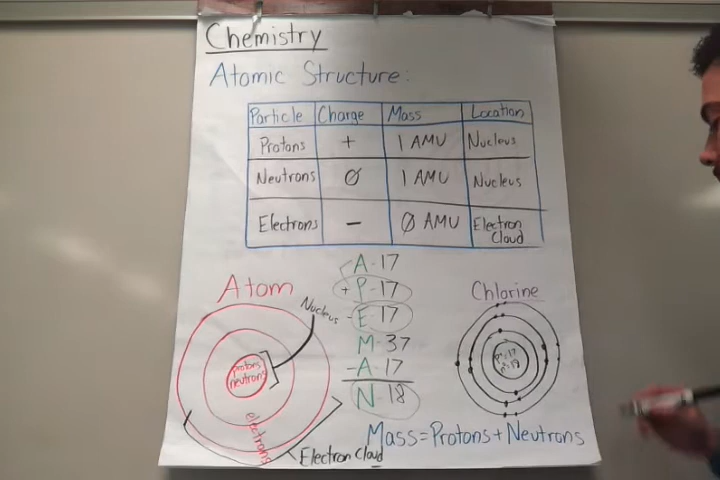 Chemistry
Atomic Structure:
Particle Charge Mass Location
Protons + 1 AMU Nucleus
Neutrons Ø 1 AMU Nucleus
Electrons − Ø AMU Electron Cloud
A-17
+ P-17
- E-17
M-37
-A-17
N-18
Atom
Nucleus
protons
neutrons
electrons
Electron Cloud
Chlorine
Mass=Protons+Neutrons